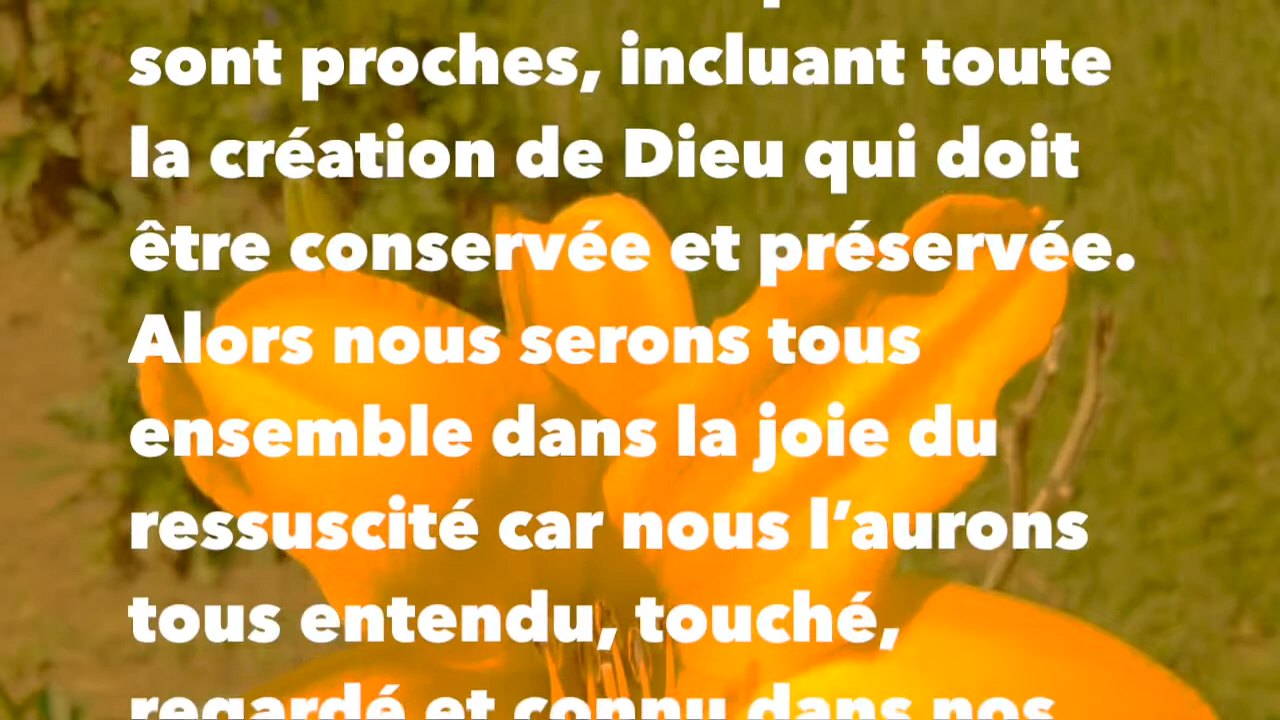 sont proches, incluant toute
la création de Dieu qui doit
être conservée et préservée.
Alors nous serons tous
ensemble dans la joie du
ressuscité car nous l’aurons
tous entendu, touché,
regardé et connu dans nos